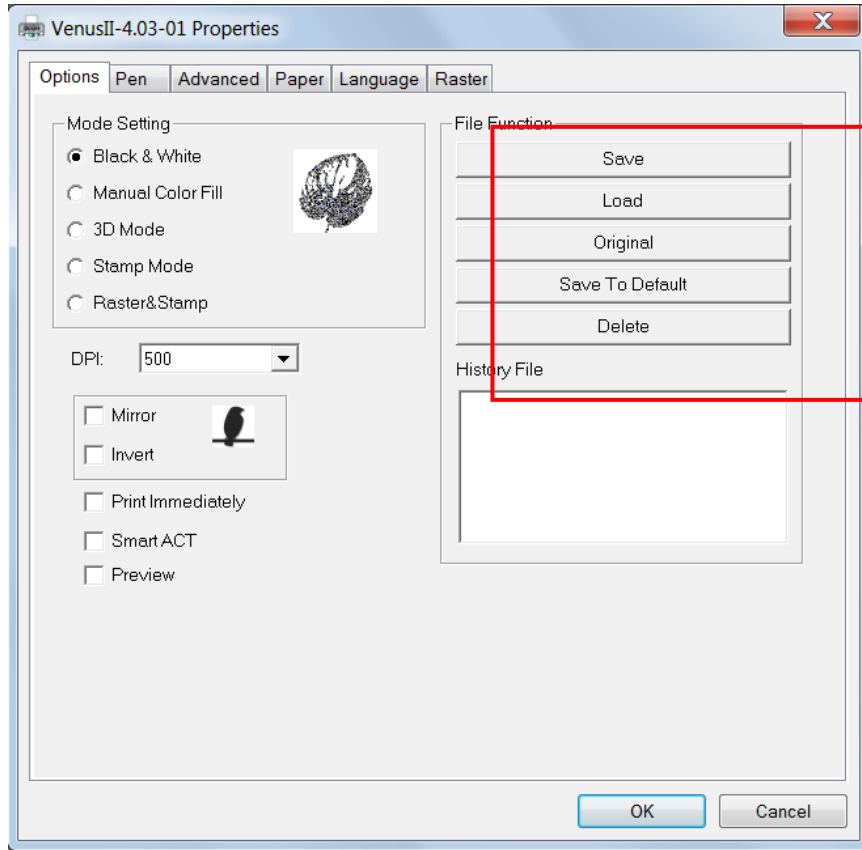 VenusII-4.03-01 Properties
Options Pen Advanced Paper Language Raster
Mode Setting
Black & White
Manual Color Fill
3D Mode
Stamp Mode
Raster&Stamp
DPI: 500
Mirror
Invert
Print Immediately
Smart ACT
Preview
File Function
Save
Load
Original
Save To Default
Delete
History File
OK Cancel